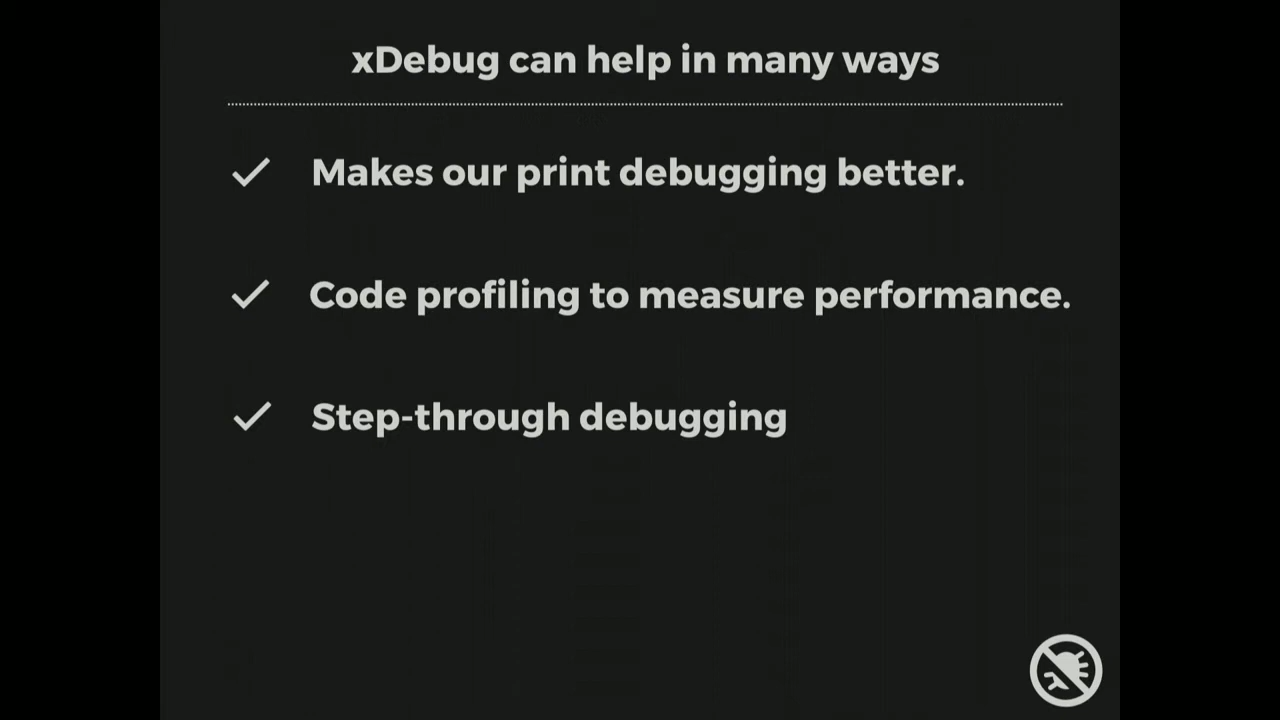 xDebug can help in many ways
Makes our print debugging better.
Code profiling to measure performance.
Step-through debugging